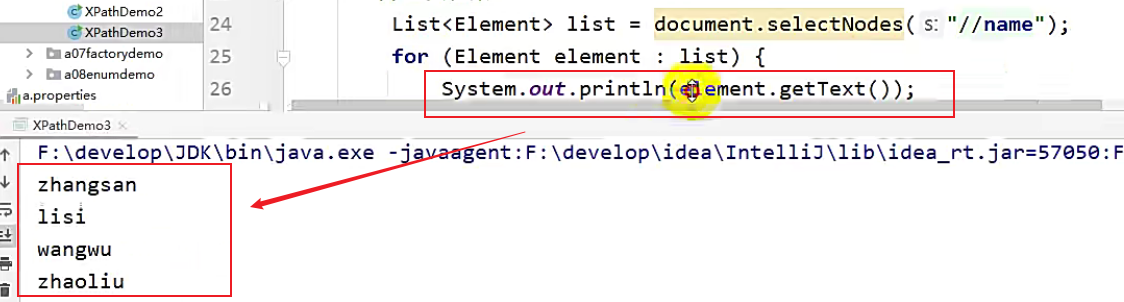 XPathDemo2
XPathDemo3
a07factorydemo
a08enumdemo
a.properties
24 List<Element> list = document.selectNodes( s: "//name");
25 for (Element element : list) {
26 System.out.println(element.getText());
XPathDemo3 ×
F:\develop\JDK\bin\java.exe -javaagent:F:\develop\idea\IntelliJ\lib\idea_rt.jar=57050:F
zhangsan
lisi
wangwu
zhaoliu